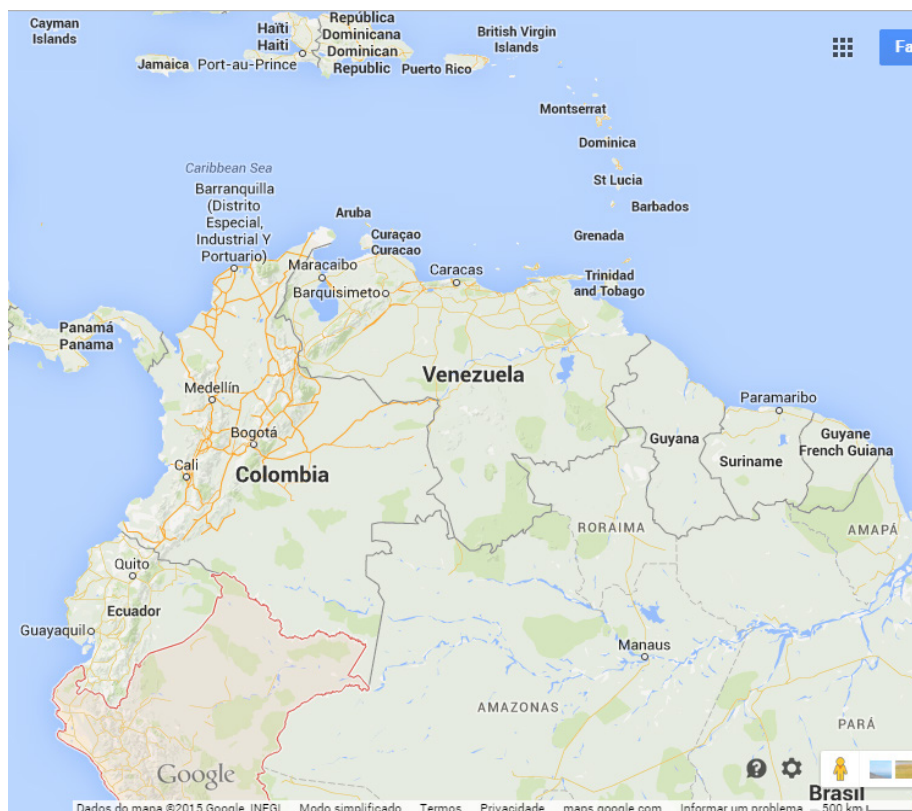 Cayman
Islands
Haïti
Haiti
Port-au-Prince
República
Dominicana
Dominican
Republic
British Virgin
Islands
Fa
Jamaica
Puerto Rico
Montserrat
Dominica
Caribbean Sea
St Lucia
Barranquilla
(Distrito
Especial,
Industrial Y
Portuario)
Aruba
Barbados
Curaçao
Curacao
Grenada
Maracaibo
Caracas
Trinidad
and Tobago
Barquisimeto
Panamá
Panama
Venezuela
Medellín
Paramaribo
Bogotá
Guyana
Guyane
French Guiana
Cali
Colombia
Suriname
RORAIMA
AMAPÁ
Quito
Ecuador
Guayaquil
Manaus
AMAZONAS
PARÁ
Google
Brasil
Dados do mapa ©2015 Google, INEGI Modo simplificado Termos Privacidade maps.google.com Informar um problema 500 km